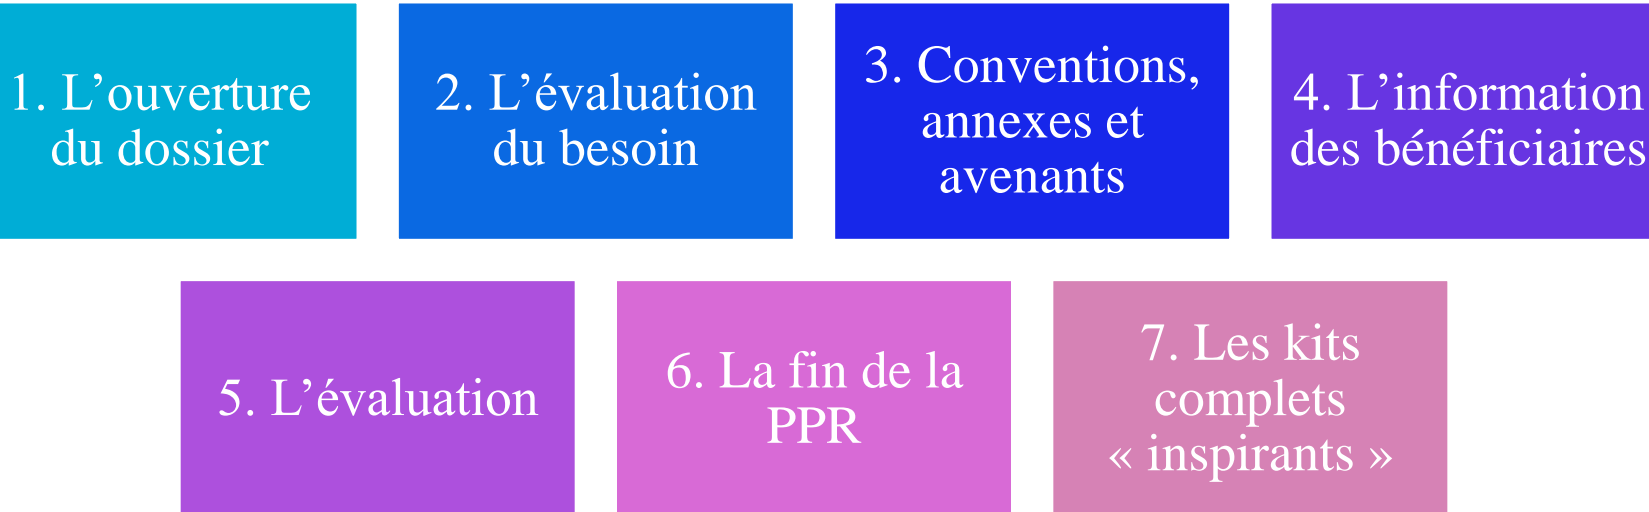 1. L’ouverture
du dossier
2. L’évaluation
du besoin
3. Conventions,
annexes et
avenants
4. L’information
des bénéficiaires
5. L’évaluation
6. La fin de la
PPR
7. Les kits
complets
« inspirants »